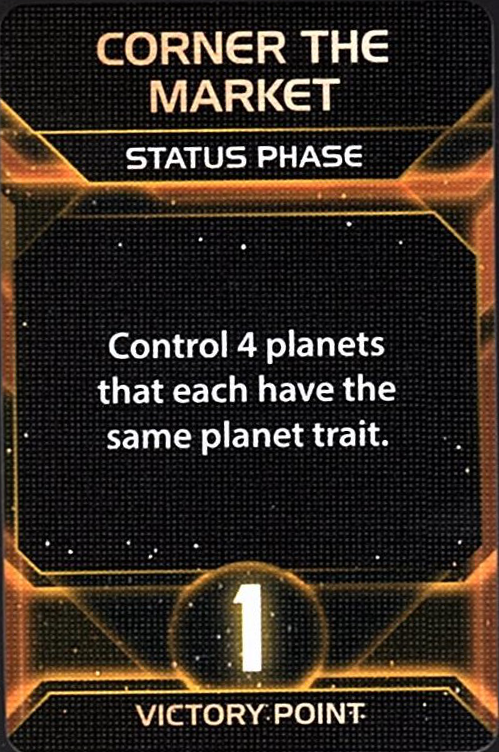 CORNER THE
MARKET
STATUS PHASE
Control 4 planets
that each have the
same planet trait.
1
VICTORY POINT